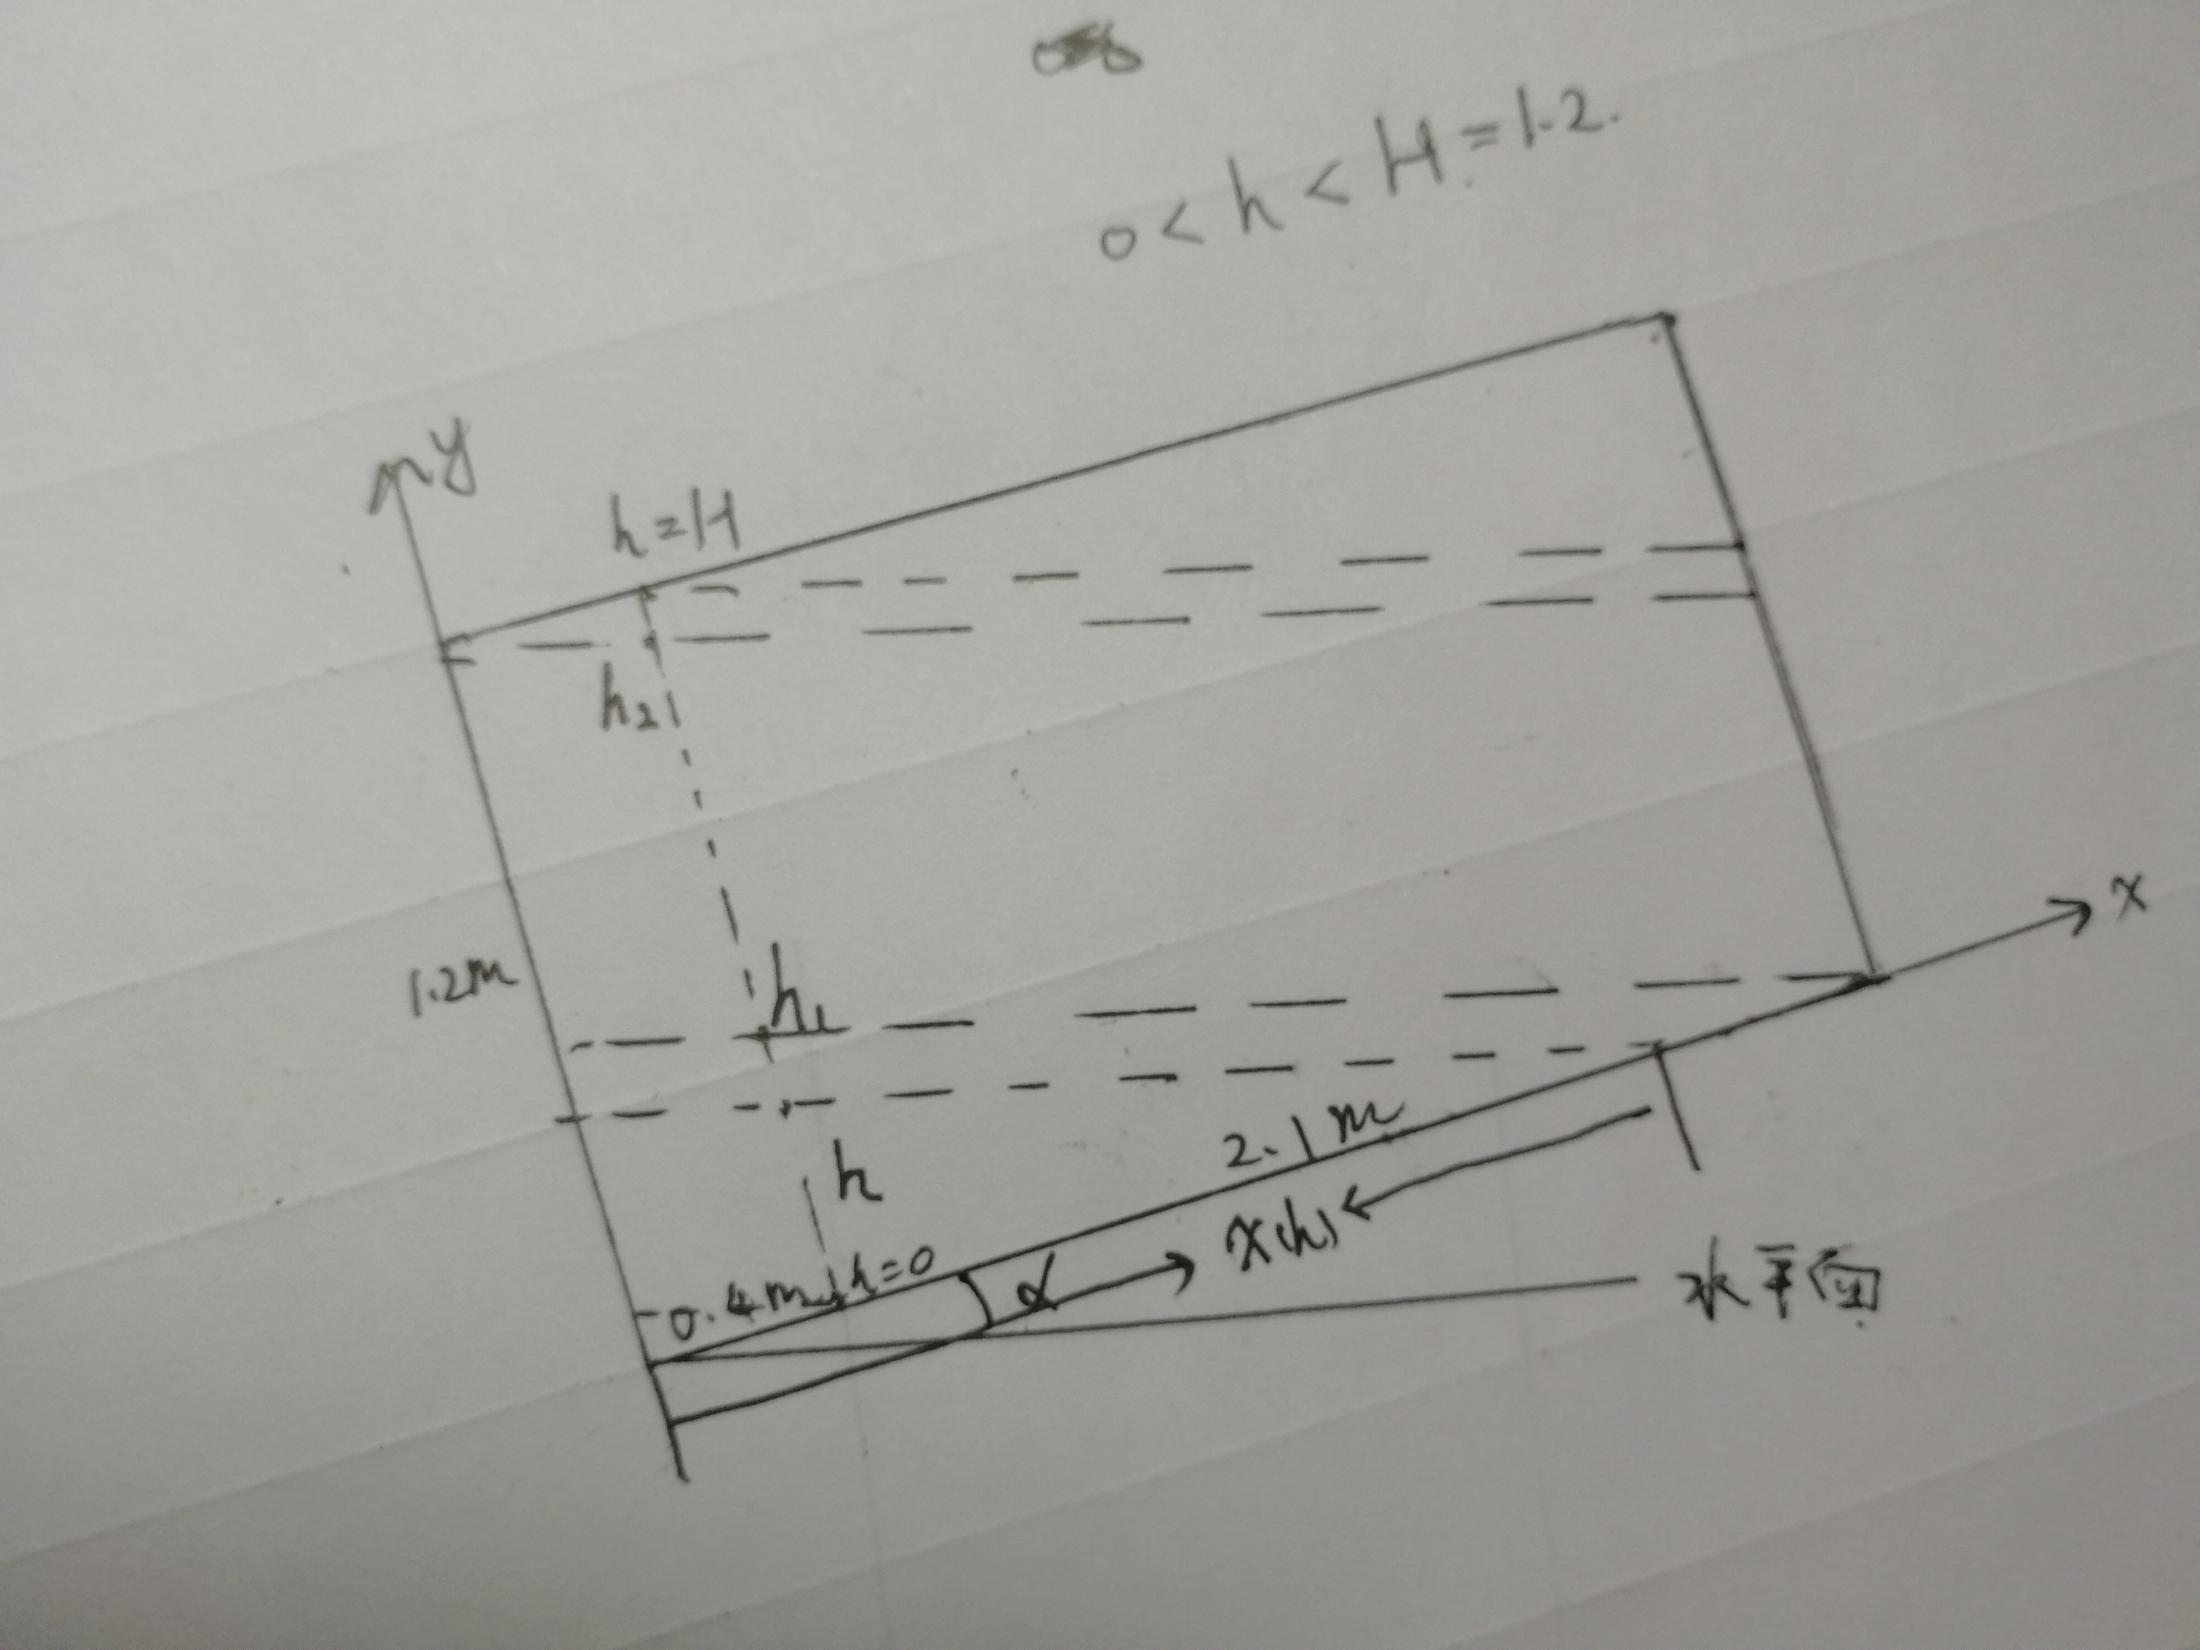 0<h<H=1.2.
y
h=H
h2
1.2m
h1
x
2.1m
h
x(h)
0.4m h=0
α
水平面